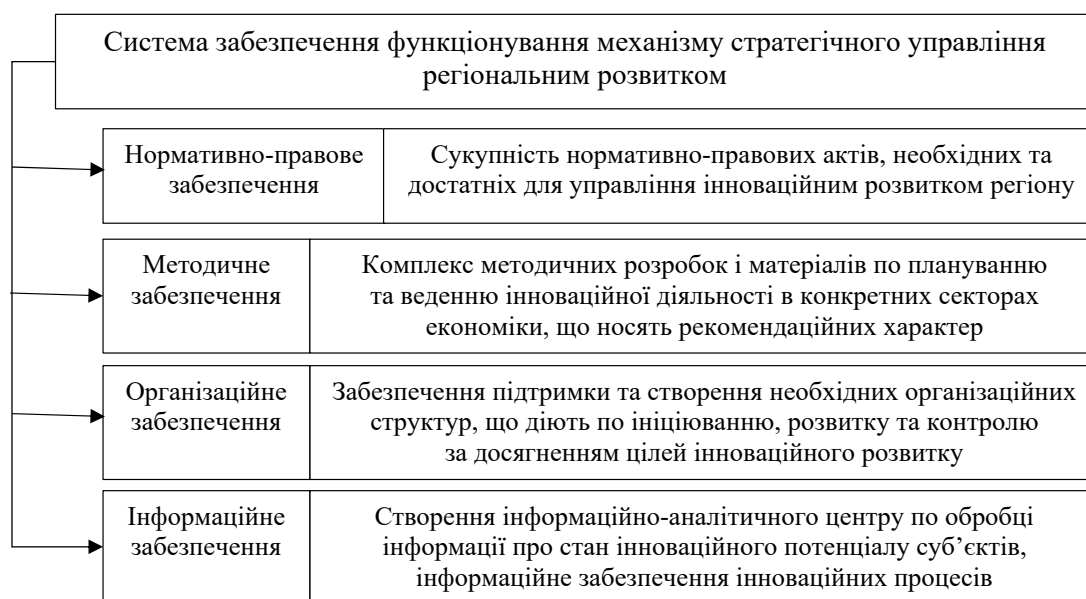 Система забезпечення функціонування механізму стратегічного управління
регіональним розвитком
Нормативно-правове
забезпечення
Сукупність нормативно-правових актів, необхідних та
достатніх для управління інноваційним розвитком регіону
Методичне
забезпечення
Комплекс методичних розробок і матеріалів по плануванню
та веденню інноваційної діяльності в конкретних секторах
економіки, що носять рекомендаційних характер
Організаційне
забезпечення
Забезпечення підтримки та створення необхідних організаційних
структур, що діють по ініціюванню, розвитку та контролю
за досягненням цілей інноваційного розвитку
Інформаційне
забезпечення
Створення інформаційно-аналітичного центру по обробці
інформації про стан інноваційного потенціалу суб’єктів,
інформаційне забезпечення інноваційних процесів